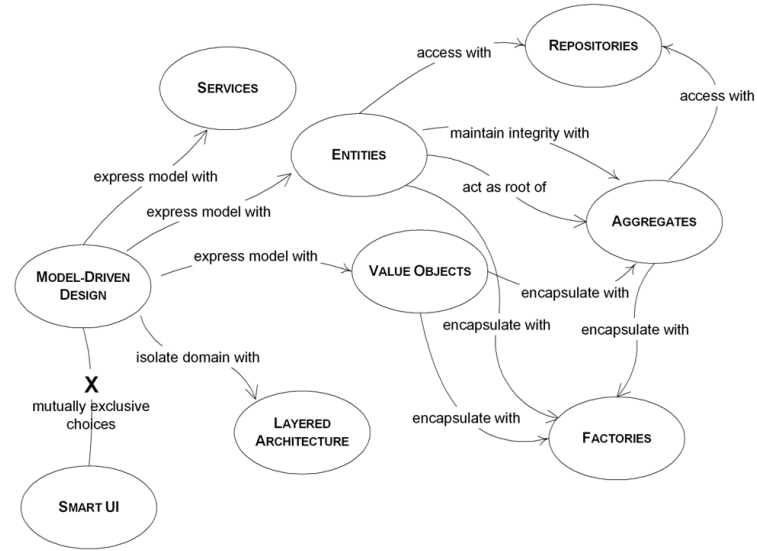 REPOSITORIES
access with
SERVICES
access with
maintain integrity with
ENTITIES
express model with
act as root of
express model with
AGGREGATES
express model with
VALUE OBJECTS
MODEL-DRIVEN
DESIGN
encapsulate with
encapsulate with
encapsulate with
isolate domain with
X
mutually exclusive
choices
encapsulate with
LAYERED
ARCHITECTURE
FACTORIES
SMART UI